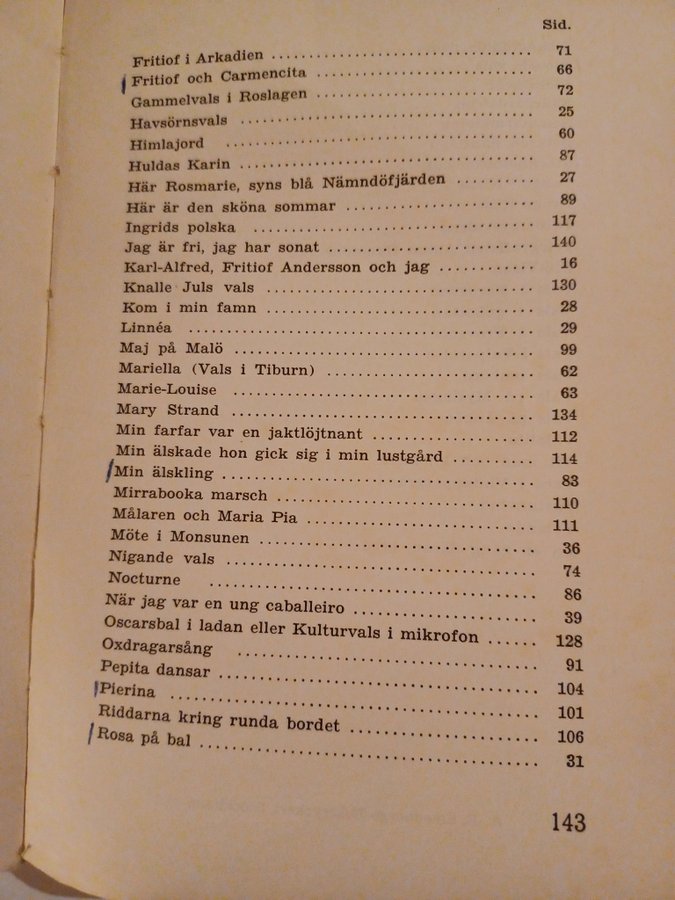 Sid.
Fritiof i Arkadien ................................ 71
Fritiof och Carmencita ........................... 66
Gammelvals i Roslagen ........................... 72
Havsörnsvals ..................................... 25
Himlajord ....................................... 60
Huldas Karin ..................................... 87
Här Rosmarie, syns blå Nämndöfjärden .......... 27
Här är den sköna sommar ........................ 89
Ingrids polska .................................... 117
Jag är fri, jag har sonat .......................... 140
Karl-Alfred, Fritiof Andersson och jag ............ 16
Knalle Juls vals ................................... 130
Kom i min famn .................................. 28
Linnéa ........................................... 29
Maj på Malö ...................................... 99
Mariella (Vals i Tiburn) .......................... 62
Marie-Louise ...................................... 63
Mary Strand ...................................... 134
Min farfar var en jaktlöjtnant .................... 112
Min älskade hon gick sig i min lustgård .......... 114
Min älskling ....................................... 83
Mirrabooka marsch ................................ 110
Målaren och Maria Pia ............................ 111
Möte i Monsunen .................................. 36
Nigande vals ...................................... 74
Nocturne ......................................... 86
När jag var en ung caballeiro ...................... 39
Oscarsbal i ladan eller Kulturvals i mikrofon ...... 128
Oxdragarsång ..................................... 91
Pepita dansar ..................................... 104
Pierina ........................................... 101
Riddarna kring runda bordet ...................... 106
Rosa på bal ....................................... 31
143